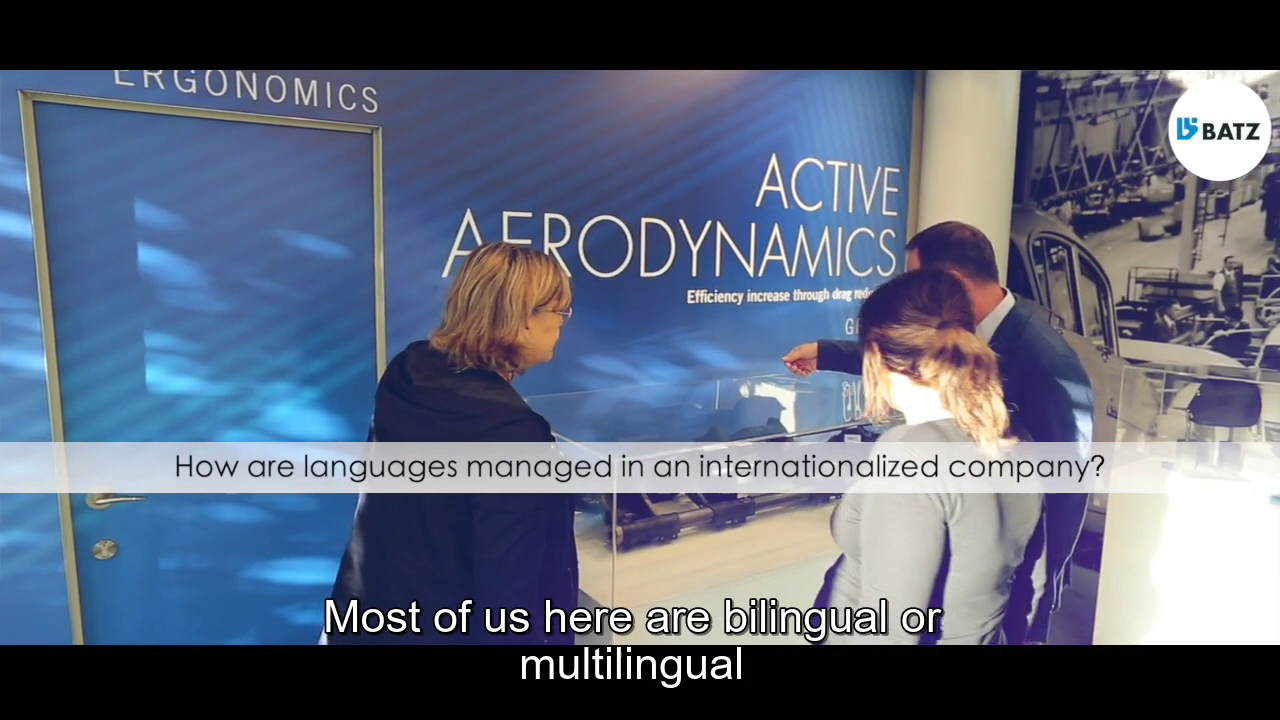 ERGONOMICS
BATZ
ACTIVE
AERODYNAMICS
Efficiency increase through drag
How are languages managed in an internationalized company?
Most of us here are bilingual or
multilingual